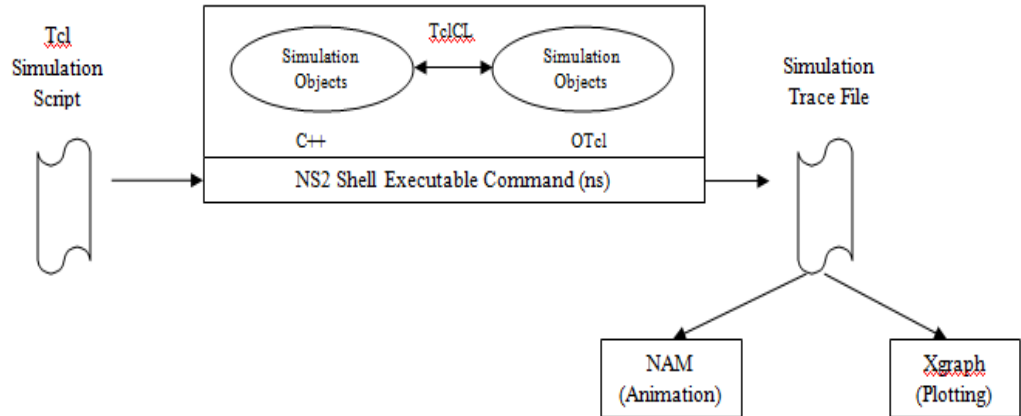 Tcl
Simulation
Script
TclCL
Simulation
Objects
Simulation
Objects
C++
OTcl
NS2 Shell Executable Command (ns)
Simulation
Trace File
NAM
(Animation)
Xgraph
(Plotting)